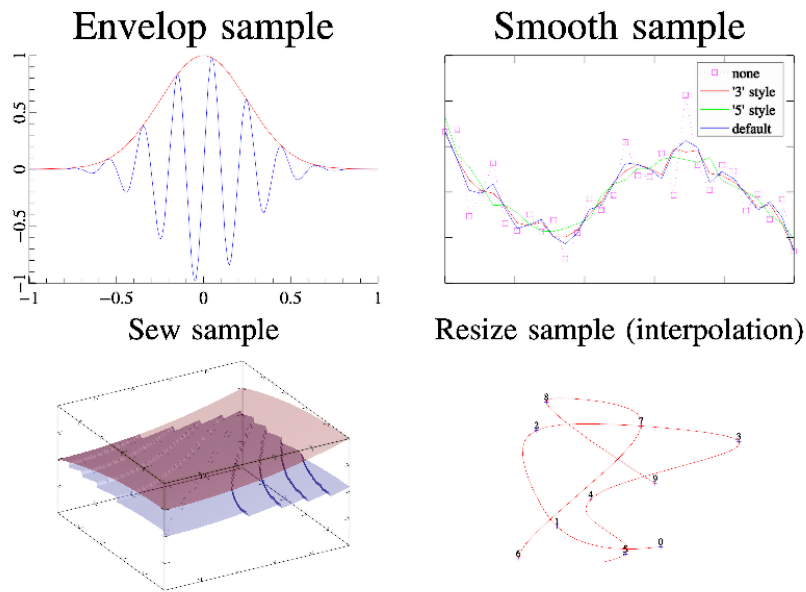 Envelop sample
1
0.5
0
−0.5
−1
−1
−0.5
0
0.5
1
Smooth sample
none
'3' style
'5' style
default
Sew sample
Resize sample (interpolation)
8
2
7
3
9
4
1
0
5
6